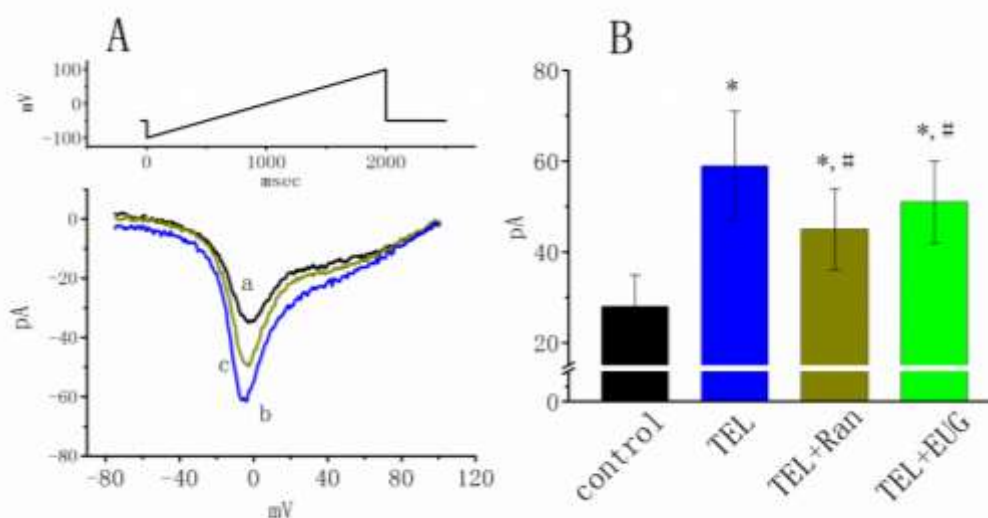 A
100
0
-100
mV
0 1000 2000
msec
0
-20
-40
-60
-80
pA
a
c
b
-80 -40 0 40 80 120
mV
B
80
60
40
20
0
pA
*
*, #
*, #
control
TEL
TEL+Ran
TEL+EUG